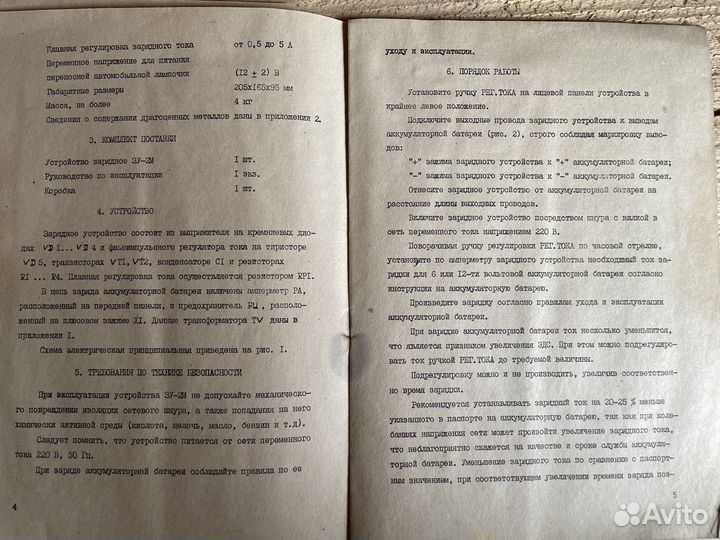 Плавная регулировка зарядного тока от 0,5 до 5 А
Переменное напряжение для питания
переносной автомобильной лампочки (12 ± 2) В
Габаритные размеры 205х165х95 мм
Масса, не более 4 кг
Сведения о содержании драгоценных металлов даны в приложении 2.
3. КОМПЛЕКТ ПОСТАВКИ
Устройство зарядное ЗУ-2М 1 шт.
Руководство по эксплуатации 1 экз.
Коробка 1 шт.
4. УСТРОЙСТВО
Зарядное устройство состоит из выпрямителя на кремниевых дио-
дах VD1...VD4 и фазоимпульсного регулятора тока на тиристоре
VD5, транзисторах VT1, VT2, конденсаторе С1 и резисторах
R1 ... R4. Плавная регулировка тока осуществляется резистором RP1.
В цепь заряда аккумуляторной батареи включены амперметр РА,
расположенный на передней панели, и предохранитель FU, располо-
женный на плюсовом зажиме X1. Данные трансформатора TV даны в
приложении 1.
Схема электрическая принципиальная приведена на рис. 1.
5. ТРЕБОВАНИЯ ПО ТЕХНИКЕ БЕЗОПАСНОСТИ
При эксплуатации устройства ЗУ-2М не допускайте механическо-
го повреждения изоляции сетевого шнура, а также попадания на него
химически активной среды (кислота, щелочь, масло, бензин и т.д.)
Следует помнить, что устройство питается от сети переменного
тока 220 В, 50 Гц.
При заряде аккумуляторной батареи соблюдайте правила по ее
4
уходу и эксплуатации.
6. ПОРЯДОК РАБОТЫ
Установите ручку РЕГ.ТОКА на лицевой панели устройства в
крайнее левое положение.
Подключите выходные провода зарядного устройства к выводам
аккумуляторной батареи (рис. 2), строго соблюдая маркировку выво-
дов:
"+" зажима зарядного устройства к "+" аккумуляторной батареи;
"-" зажима зарядного устройства к "-" аккумуляторной батареи.
Отнесите зарядное устройство от аккумуляторной батареи на
расстояние длины выходных проводов.
Включите зарядное устройство посредством шнура с вилкой в
сеть переменного тока напряжением 220 В.
Поворачивая ручку регулировки РЕГ.ТОКА по часовой стрелке,
установите по амперметру зарядного устройства необходимый ток за-
рядки для 6 или 12-ти вольтовой аккумуляторной батареи согласно
инструкции на аккумуляторную батарею.
Произведите зарядку согласно правилам ухода и эксплуатации
аккумуляторной батареи.
При зарядке аккумуляторной батареи ток несколько уменьшится,
что является признаком увеличения ЭДС. При этом можно подрегулиро-
вать ток ручкой РЕГ.ТОКА до требуемой величины.
Подрегулировку можно и не производить, увеличив соответствен-
но время зарядки.
Рекомендуется устанавливать зарядный ток на 20-25 % меньше
указанного в паспорте на аккумуляторную батарею, так как при коле-
баниях напряжения сети может произойти увеличение зарядного тока,
что неблагоприятно скажется на качестве и сроке службы аккумуля-
торной батареи. Уменьшение зарядного тока по сравнению с паспорт-
ным значением, при соответствующем увеличении времени заряда поз-
5
Avito